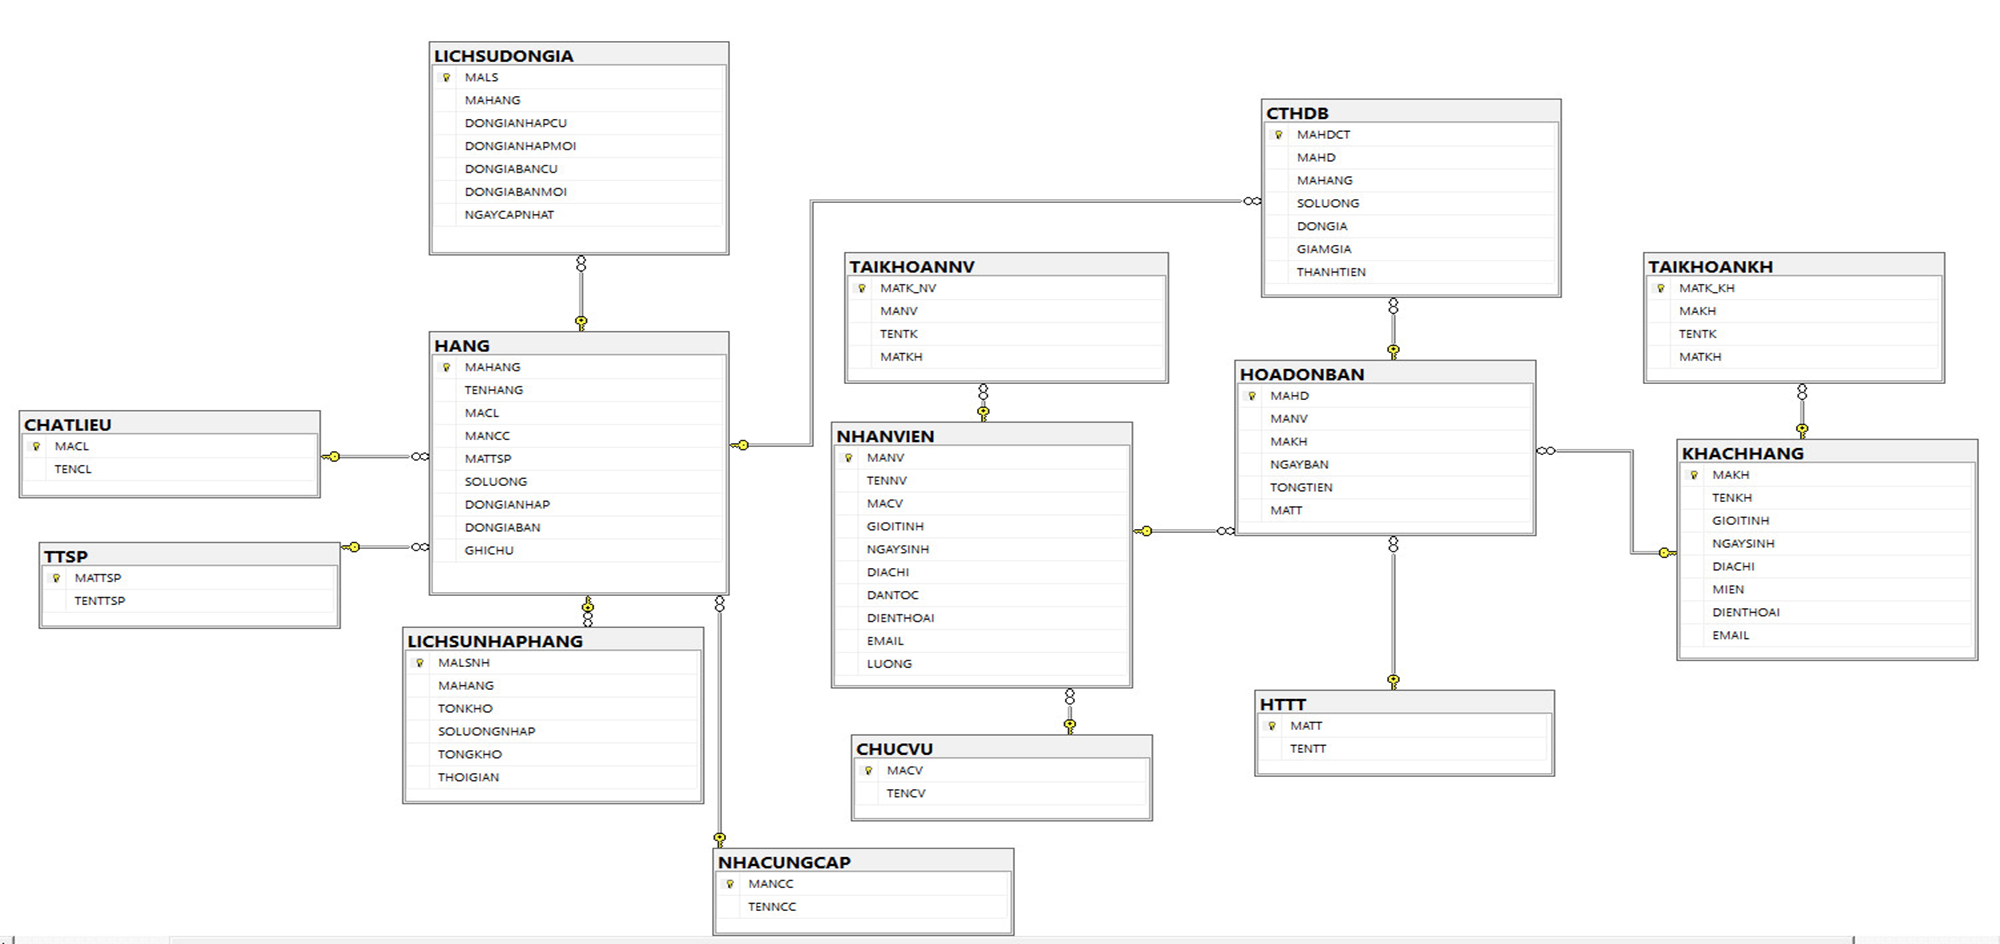 LICHSUDONGIA
MALS
MAHANG
DONGIANHAPCU
DONGIANHAPMOI
DONGIABANCU
DONGIABANMOI
NGAYCAPNHAT
CTHDB
MAHDCT
MAHD
MAHANG
SOLUONG
DONGIA
GIAMGIA
THANHTIEN
TAIKHOANNV
MATK_NV
MANV
TENTK
MATKH
TAIKHOANKH
MATK_KH
MAKH
TENTK
MATKH
HANG
MAHANG
TENHANG
MACL
MANCC
MATTSP
SOLUONG
DONGIANHAP
DONGIABAN
GHICHU
HOADONBAN
MAHD
MANV
MAKH
NGAYBAN
TONGTIEN
MATT
CHATLIEU
MACL
TENCL
NHANVIEN
MANV
TENNV
MACV
GIOITINH
NGAYSINH
DIACHI
DANTOC
DIENTHOAI
EMAIL
LUONG
KHACHHANG
MAKH
TENKH
GIOITINH
NGAYSINH
DIACHI
MIEN
DIENTHOAI
EMAIL
TTSP
MATTSP
TENTTSP
LICHSUNHAPHANG
MALSNH
MAHANG
TONKHO
SOLUONGNHAP
TONGKHO
THOIGIAN
HTTT
MATT
TENTT
CHUCVU
MACV
TENCV
NHACUNGCAP
MANCC
TENNCC